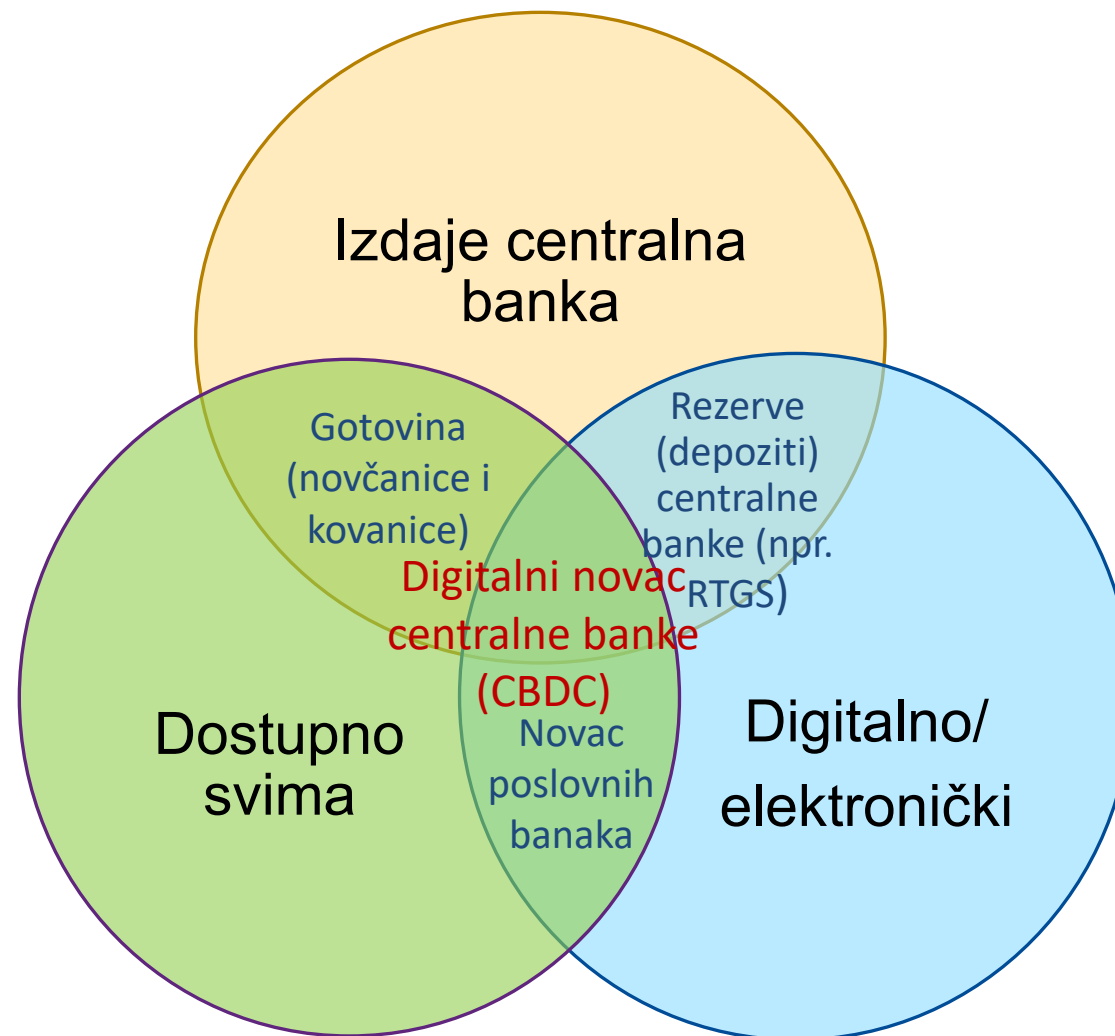 Izdaje centralna
banka
Gotovina
(novčanice i
kovanice)
Rezerve
(depoziti)
centralne
banke (npr.
RTGS)
Digitalni novac
centralne banke
(CBDC)
Novac
poslovnih
banaka
Dostupno
svima
Digitalno/
elektronički